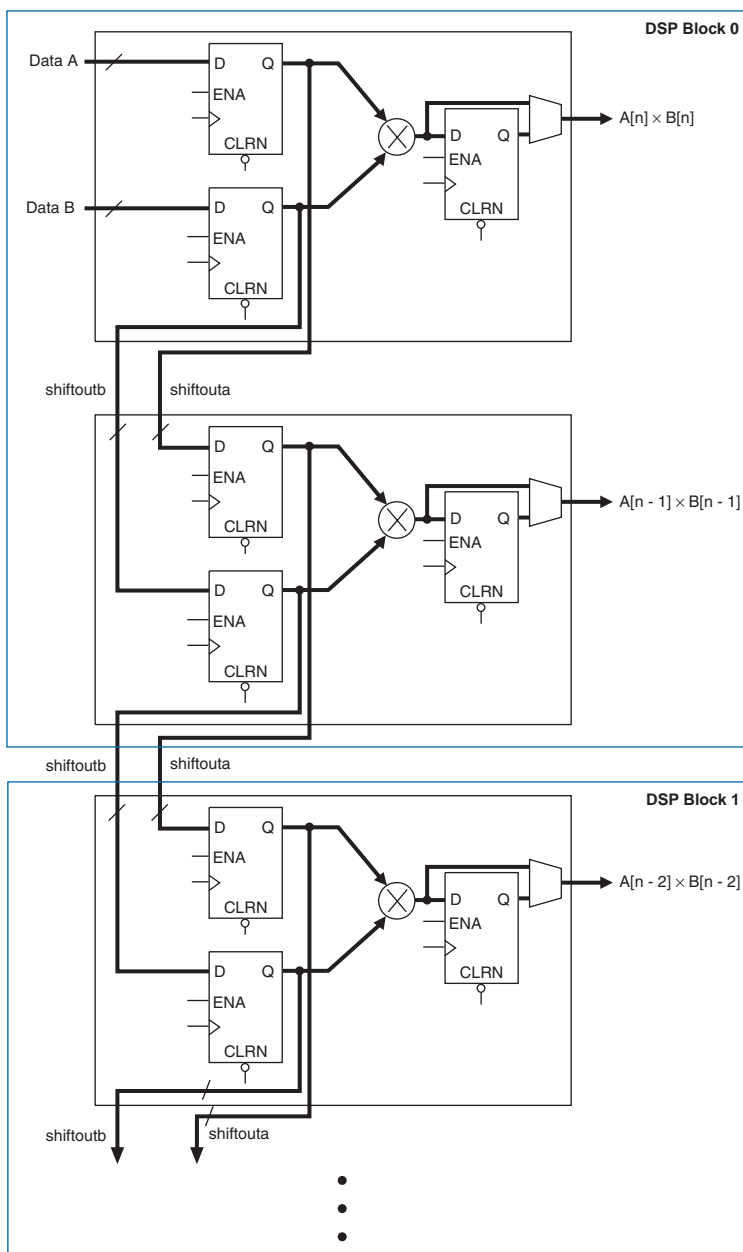 DSP Block 0
Data A
D Q
ENA
CLRN
D Q
ENA
CLRN
A[n] × B[n]
Data B
D Q
ENA
CLRN
shiftoutb
shiftouta
D Q
ENA
CLRN
D Q
ENA
CLRN
A[n - 1] × B[n - 1]
D Q
ENA
CLRN
shiftoutb
shiftouta
DSP Block 1
D Q
ENA
CLRN
D Q
ENA
CLRN
A[n - 2] × B[n - 2]
D Q
ENA
CLRN
shiftoutb
shiftouta